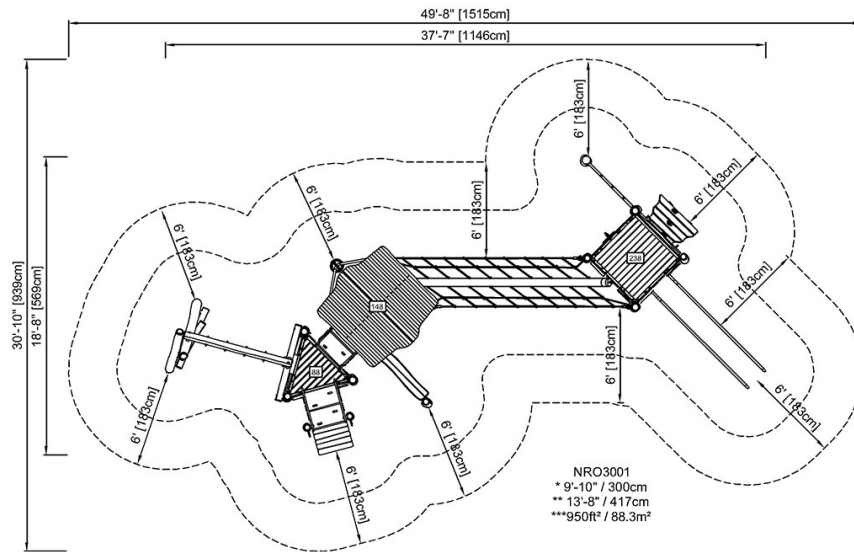 49'-8" [1515cm]
37'-7" [1146cm]
30'-10" [939cm]
18'-8" [569cm]
6' [183cm]
6' [183cm]
6' [183cm]
6' [183cm]
6' [183cm]
6' [183cm]
238
148
6' [183cm]
88
6' [183cm]
6' [183cm]
6' [183cm]
6' [183cm]
NRO3001
* 9'-10" / 300cm
** 13'-8" / 417cm
***950ft² / 88.3m²